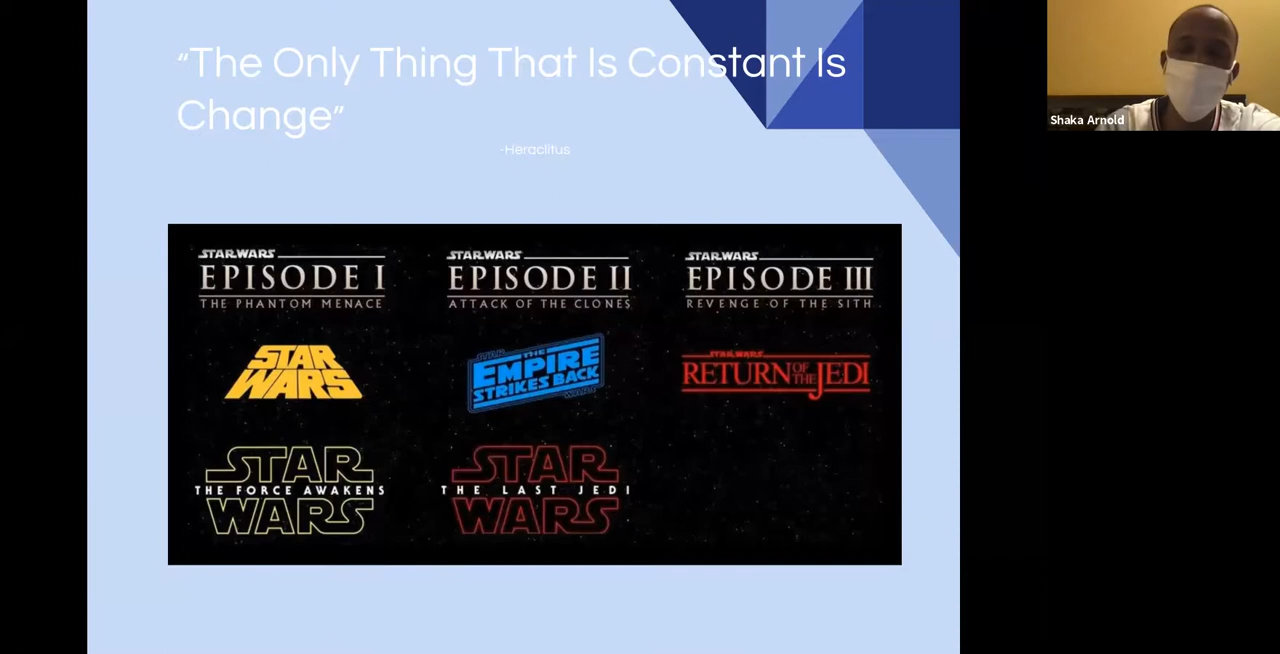 “The Only Thing That Is Constant Is
Change”
-Heraclitus
Shaka Arnold
STAR WARS
EPISODE I
THE PHANTOM MENACE
STAR WARS
EPISODE II
ATTACK OF THE CLONES
STAR WARS
EPISODE III
REVENGE OF THE SITH
STAR
WARS
STAR
THE
EMPIRE
STRIKES BACK
WARS
STAR WARS
RETURN OF THE JEDI
STAR
THE FORCE AWAKENS
WARS
STAR
THE LAST JEDI
WARS